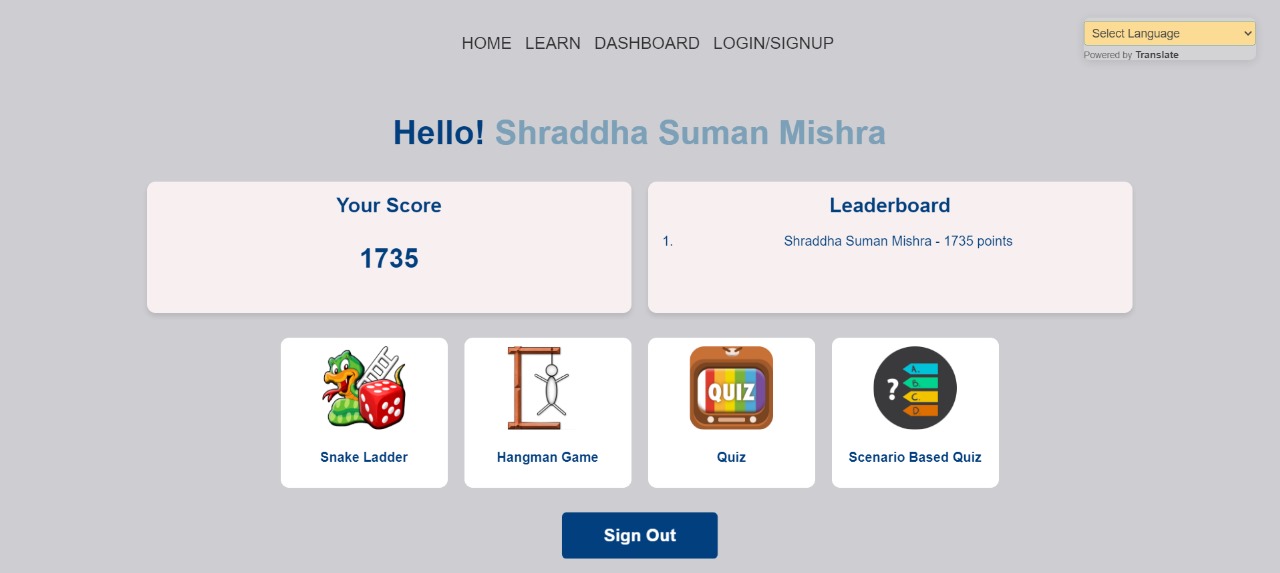 HOME LEARN DASHBOARD LOGIN/SIGNUP
Select Language
Powered by Translate
Hello! Shraddha Suman Mishra
Your Score
1735
Leaderboard
1. Shraddha Suman Mishra - 1735 points
QUIZ
?
A.
B.
C.
D
Snake Ladder
Hangman Game
Quiz
Scenario Based Quiz
Sign Out